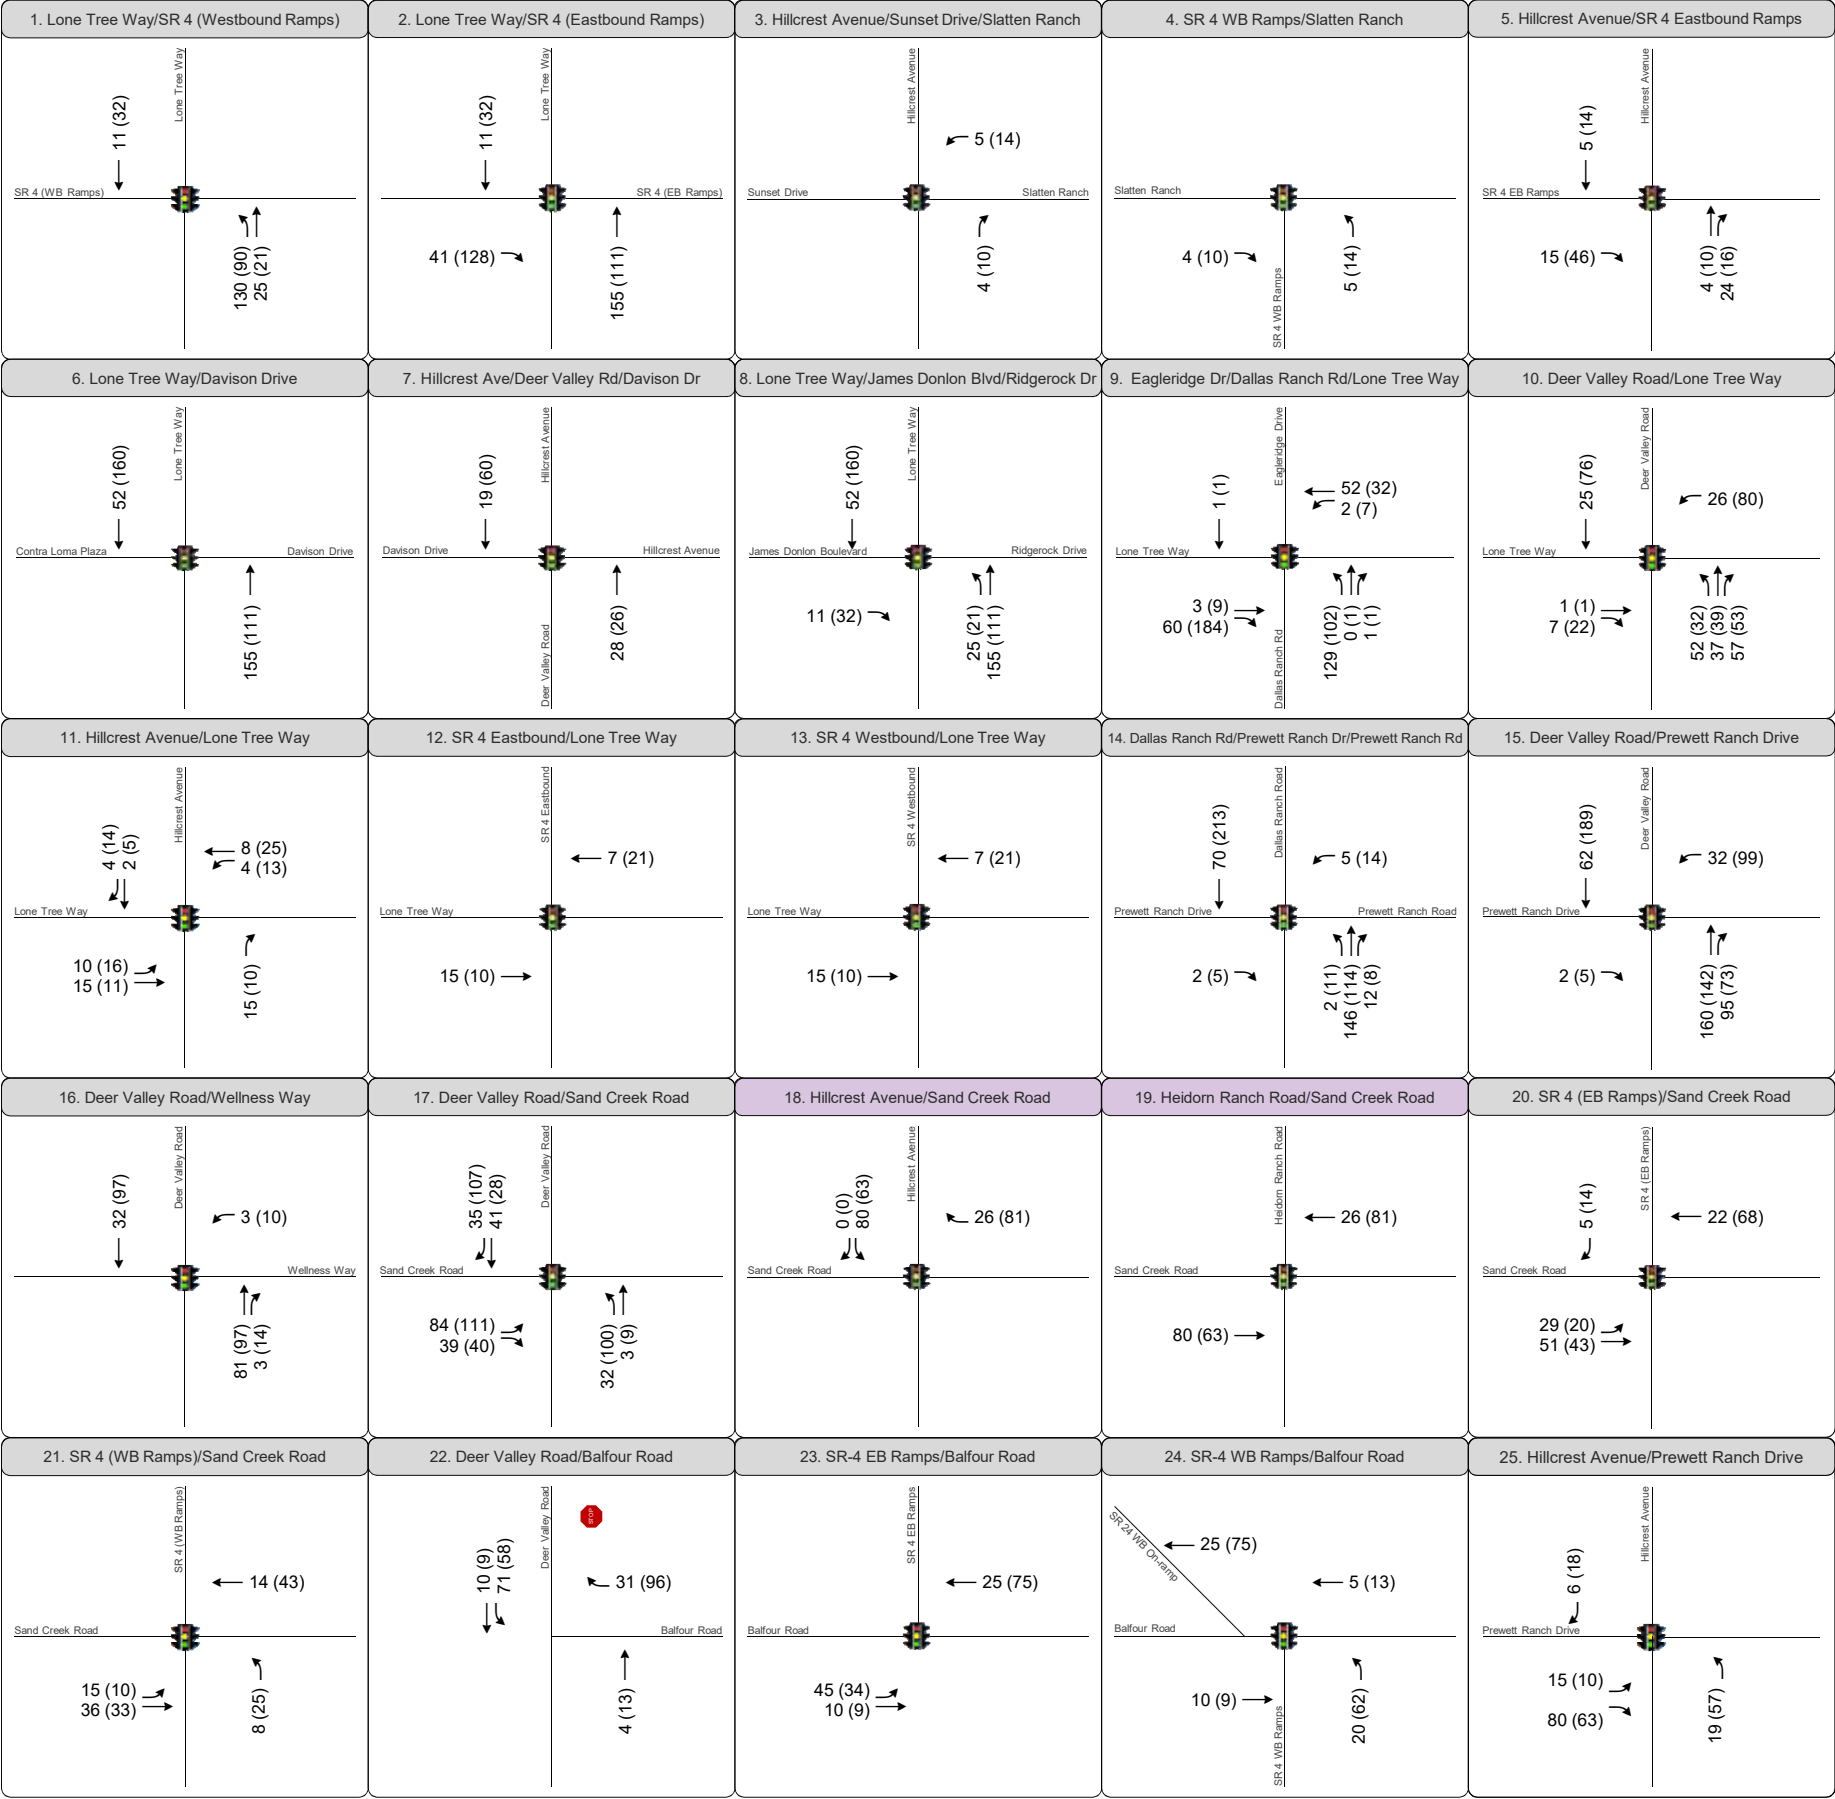 1. Lone Tree Way/SR 4 (Westbound Ramps)
Lone Tree Way
11 (32)
SR 4 (WB Ramps)
130 (90)
25 (21)
2. Lone Tree Way/SR 4 (Eastbound Ramps)
Lone Tree Way
11 (32)
SR 4 (EB Ramps)
41 (128)
155 (111)
3. Hillcrest Avenue/Sunset Drive/Slatten Ranch
Hillcrest Avenue
5 (14)
Sunset Drive
Slatten Ranch
4 (10)
4. SR 4 WB Ramps/Slatten Ranch
Slatten Ranch
4 (10)
SR 4 WB Ramps
5 (14)
5. Hillcrest Avenue/SR 4 Eastbound Ramps
Hillcrest Avenue
5 (14)
SR 4 EB Ramps
15 (46)
4 (10)
24 (16)
6. Lone Tree Way/Davison Drive
Lone Tree Way
52 (160)
Contra Loma Plaza
Davison Drive
155 (111)
7. Hillcrest Ave/Deer Valley Rd/Davison Dr
Hillcrest Avenue
19 (60)
Davison Drive
Hillcrest Avenue
Deer Valley Road
28 (26)
8. Lone Tree Way/James Donlon Blvd/Ridgerock Dr
Lone Tree Way
52 (160)
James Donlon Boulevard
Ridgerock Drive
11 (32)
25 (21)
155 (111)
9. Eagleridge Dr/Dallas Ranch Rd/Lone Tree Way
Eagleridge Drive
1 (1)
52 (32)
2 (7)
Lone Tree Way
3 (9)
60 (184)
Dallas Ranch Rd
129 (102)
0 (1)
1 (1)
10. Deer Valley Road/Lone Tree Way
Deer Valley Road
25 (76)
26 (80)
Lone Tree Way
1 (1)
7 (22)
52 (32)
37 (39)
57 (53)
11. Hillcrest Avenue/Lone Tree Way
Hillcrest Avenue
4 (14)
2 (5)
8 (25)
4 (13)
Lone Tree Way
10 (16)
15 (11)
15 (10)
12. SR 4 Eastbound/Lone Tree Way
SR 4 Eastbound
7 (21)
Lone Tree Way
15 (10)
13. SR 4 Westbound/Lone Tree Way
SR 4 Westbound
7 (21)
Lone Tree Way
15 (10)
14. Dallas Ranch Rd/Prewett Ranch Dr/Prewett Ranch Rd
Dallas Ranch Road
70 (213)
5 (14)
Prewett Ranch Drive
Prewett Ranch Road
2 (5)
2 (11)
146 (114)
12 (8)
15. Deer Valley Road/Prewett Ranch Drive
Deer Valley Road
62 (189)
32 (99)
Prewett Ranch Drive
2 (5)
160 (142)
95 (73)
16. Deer Valley Road/Wellness Way
Deer Valley Road
32 (97)
3 (10)
Wellness Way
81 (97)
3 (14)
17. Deer Valley Road/Sand Creek Road
Deer Valley Road
35 (107)
41 (28)
Sand Creek Road
84 (111)
39 (40)
32 (100)
3 (9)
18. Hillcrest Avenue/Sand Creek Road
Hillcrest Avenue
0 (0)
80 (63)
26 (81)
Sand Creek Road
19. Heidorn Ranch Road/Sand Creek Road
Heidorn Ranch Road
26 (81)
Sand Creek Road
80 (63)
20. SR 4 (EB Ramps)/Sand Creek Road
SR 4 (EB Ramps)
5 (14)
22 (68)
Sand Creek Road
29 (20)
51 (43)
21. SR 4 (WB Ramps)/Sand Creek Road
SR 4 (WB Ramps)
14 (43)
Sand Creek Road
15 (10)
36 (33)
8 (25)
22. Deer Valley Road/Balfour Road
Deer Valley Road
STOP
10 (9)
71 (58)
31 (96)
Balfour Road
4 (13)
23. SR-4 EB Ramps/Balfour Road
SR 4 EB Ramps
25 (75)
Balfour Road
45 (34)
10 (9)
24. SR-4 WB Ramps/Balfour Road
SR 24 WB On-ramp
25 (75)
5 (13)
Balfour Road
10 (9)
SR 4 WB Ramps
20 (62)
25. Hillcrest Avenue/Prewett Ranch Drive
Hillcrest Avenue
6 (18)
Prewett Ranch Drive
15 (10)
80 (63)
19 (57)